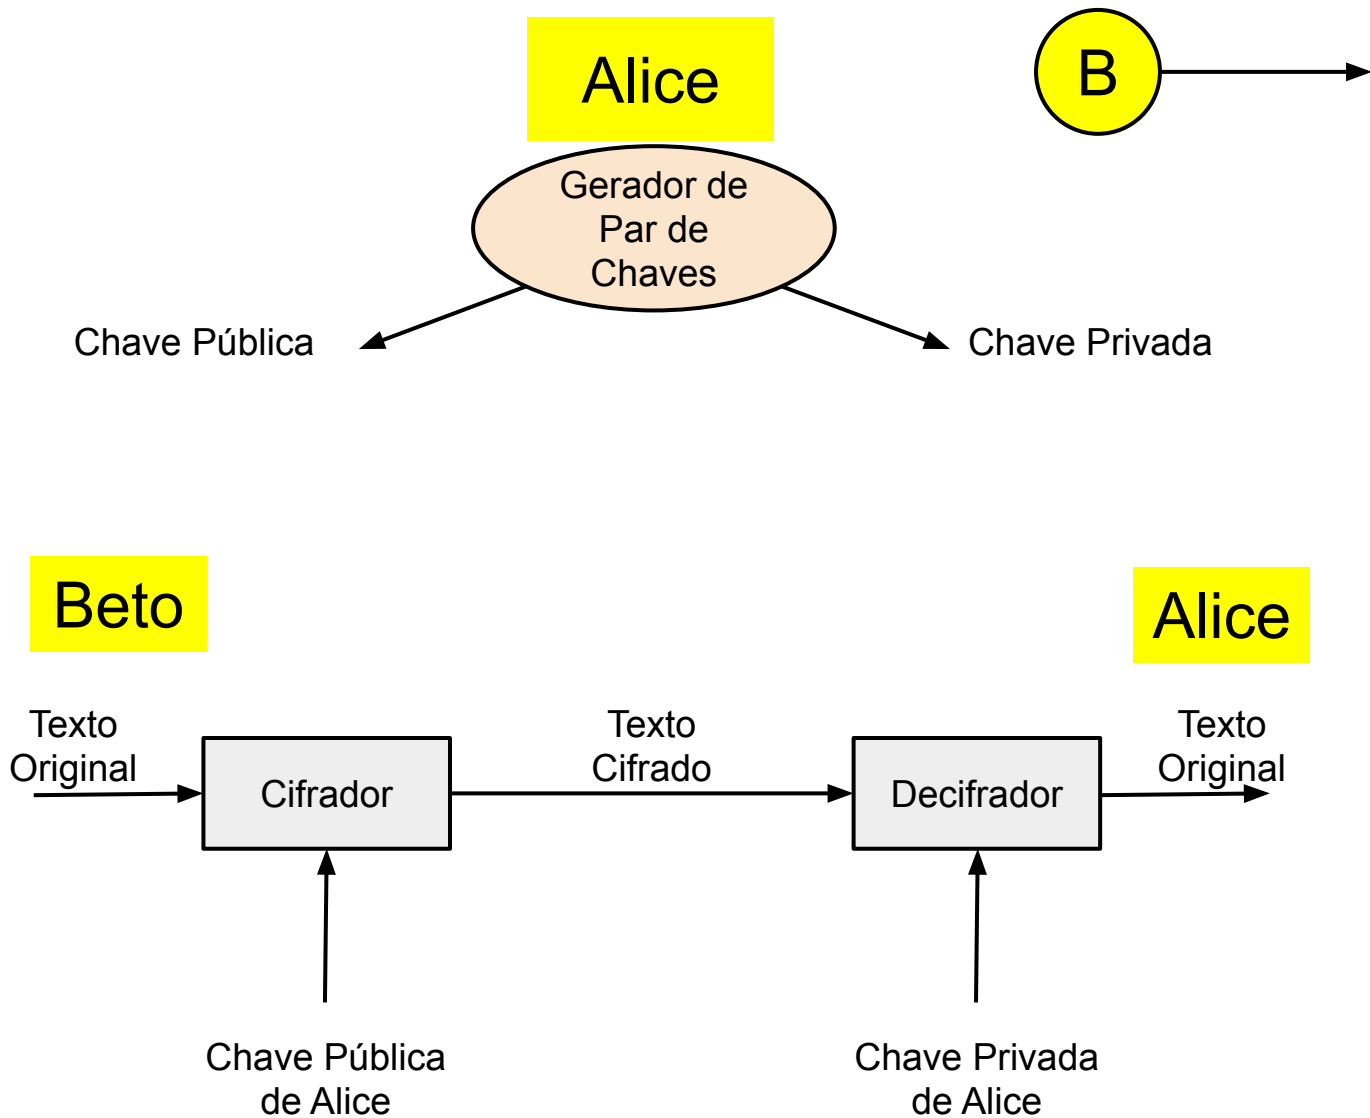 Alice
B
Gerador de
Par de
Chaves
Chave Pública
Chave Privada
Beto
Alice
Texto
Original
Cifrador
Texto
Cifrado
Decifrador
Texto
Original
Chave Pública
de Alice
Chave Privada
de Alice